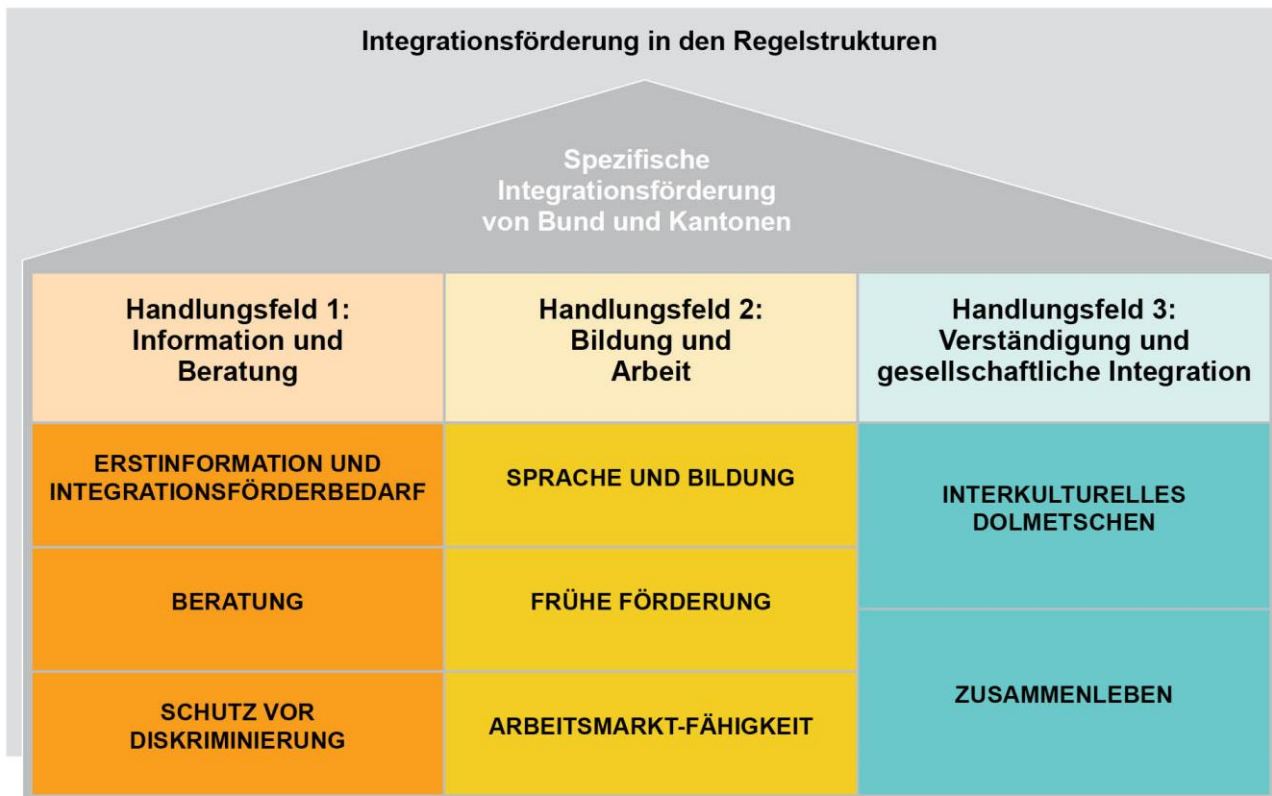 Integrationsförderung in den Regelstrukturen
Spezifische
Integrationsförderung
von Bund und Kantonen
Handlungsfeld 1:
Information und
Beratung
Handlungsfeld 2:
Bildung und
Arbeit
Handlungsfeld 3:
Verständigung und
gesellschaftliche Integration
ERSTINFORMATION UND
INTEGRATIONSFÖRDERBEDARF
BERATUNG
SCHUTZ VOR
DISKRIMINIERUNG
SPRACHE UND BILDUNG
FRÜHE FÖRDERUNG
ARBEITSMARKT-FÄHIGKEIT
INTERKULTURELLES
DOLMETSCHEN
ZUSAMMENLEBEN